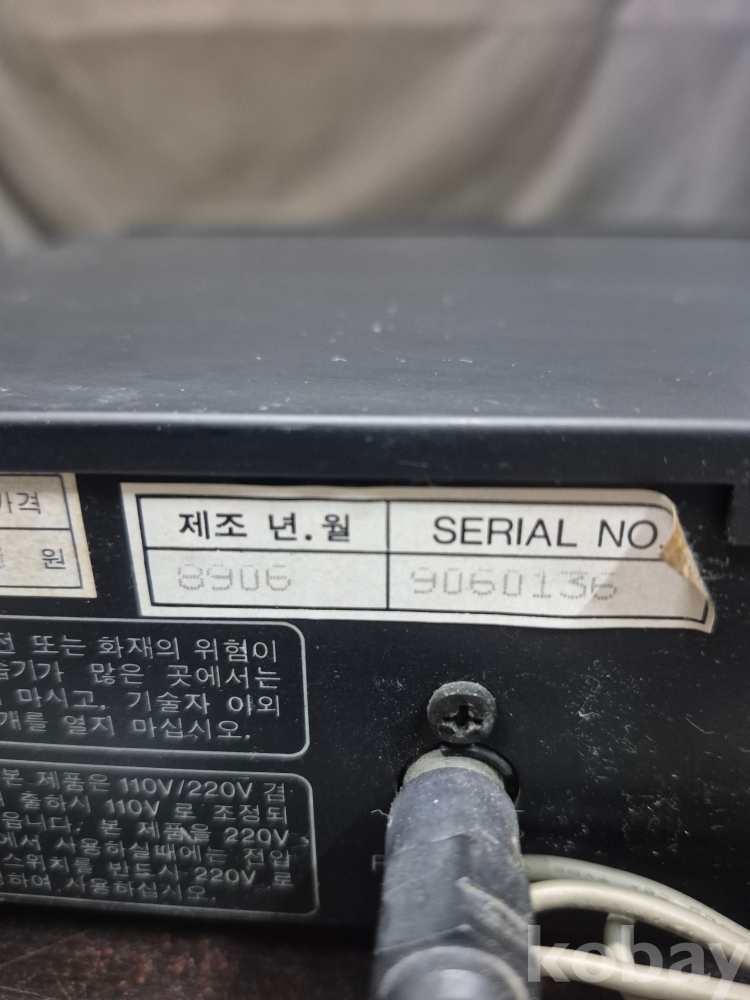 가격
원
제조 년.월
SERIAL NO.
8906
9060136
전 또는 화재의 위험이
습기가 많은 곳에서는
마시고, 기술자 이외
개를 열지 마십시오.
본 제품은 110V/220V 겸
출하시 110V 로 조정되
읍니다. 본 제품을 220V
에서 사용하실때에는 전압
스위치를 반드시 220V 로
하여 사용하십시오.
kobay